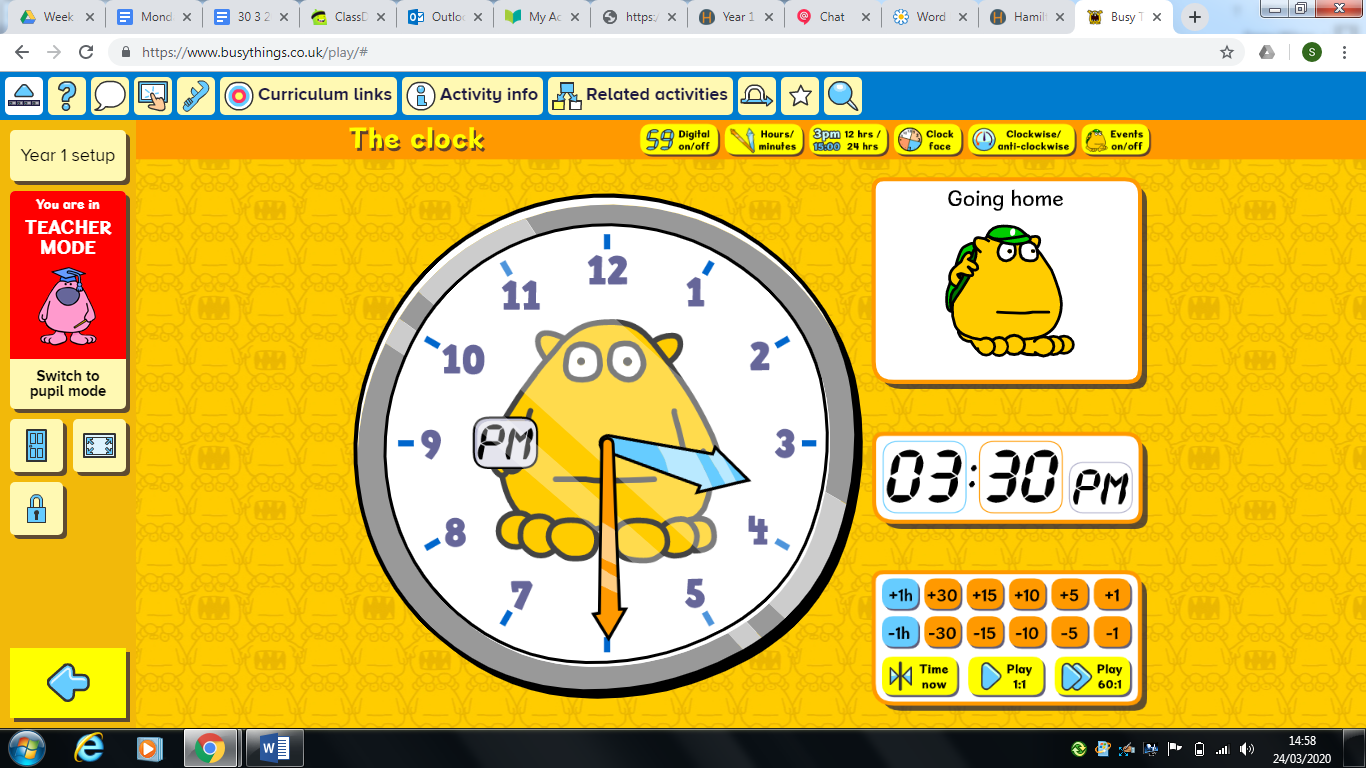 Week
Mond
30 3 2
ClassD
Outloo
My Ac
https:/
Year 1
Chat
Word
Hamilt
Busy T
https://www.busythings.co.uk/play/#
S
?
Curriculum links
i
Activity info
Related activities
Year 1 setup
The clock
59 Digital
on/off
Hours/
minutes
3pm 12 hrs /
15:00 24 hrs
Clock
face
Clockwise/
anti-clockwise
Events
on/off
You are in
TEACHER
MODE
Switch to
pupil mode
12
1
2
3
4
5
7
8
9
10
11
PM
Going home
03:30 PM
+1h +30 +15 +10 +5 +1
-1h -30 -15 -10 -5 -1
Time
now
Play
1:1
Play
60:1
14:58
24/03/2020